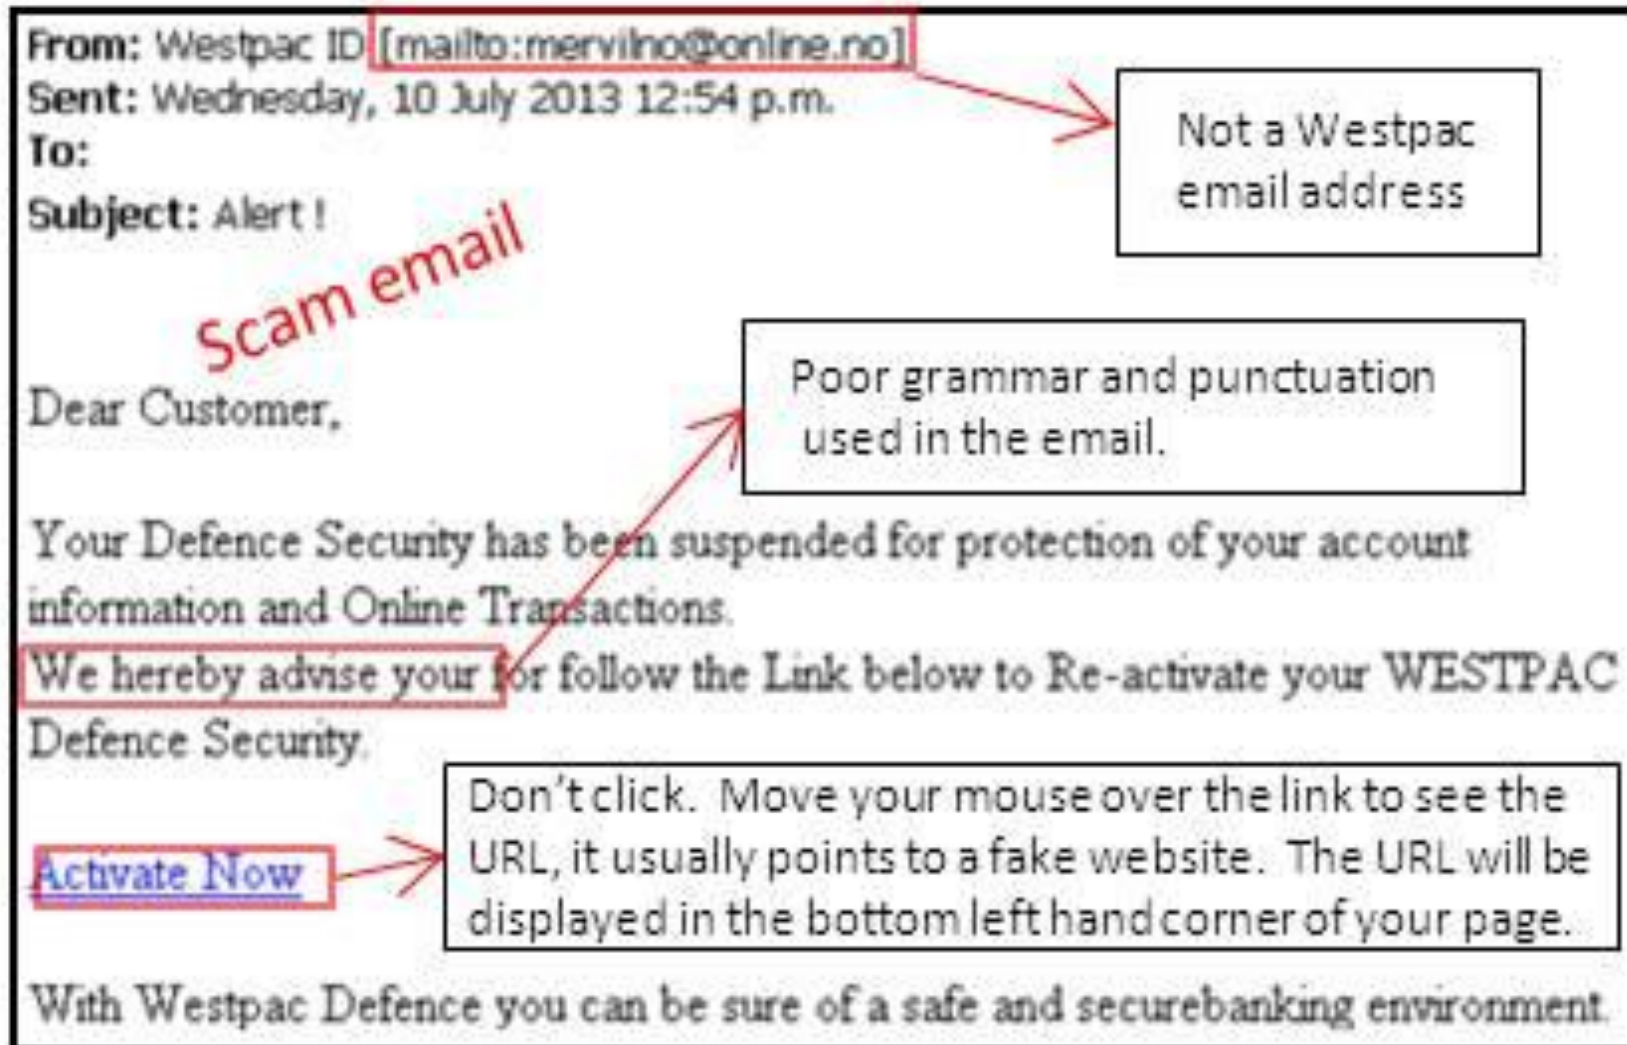 From: Westpac ID [mailto:mervilno@online.no]
Sent: Wednesday, 10 July 2013 12:54 p.m.
To:
Subject: Alert !
Not a Westpac
email address
Scam email
Dear Customer,
Poor grammar and punctuation
used in the email.
Your Defence Security has been suspended for protection of your account
information and Online Transactions.
We hereby advise your for follow the Link below to Re-activate your WESTPAC
Defence Security.
Activate Now
Don't click. Move your mouse over the link to see the
URL, it usually points to a fake website. The URL will be
displayed in the bottom left hand corner of your page.
With Westpac Defence you can be sure of a safe and securebanking environment.